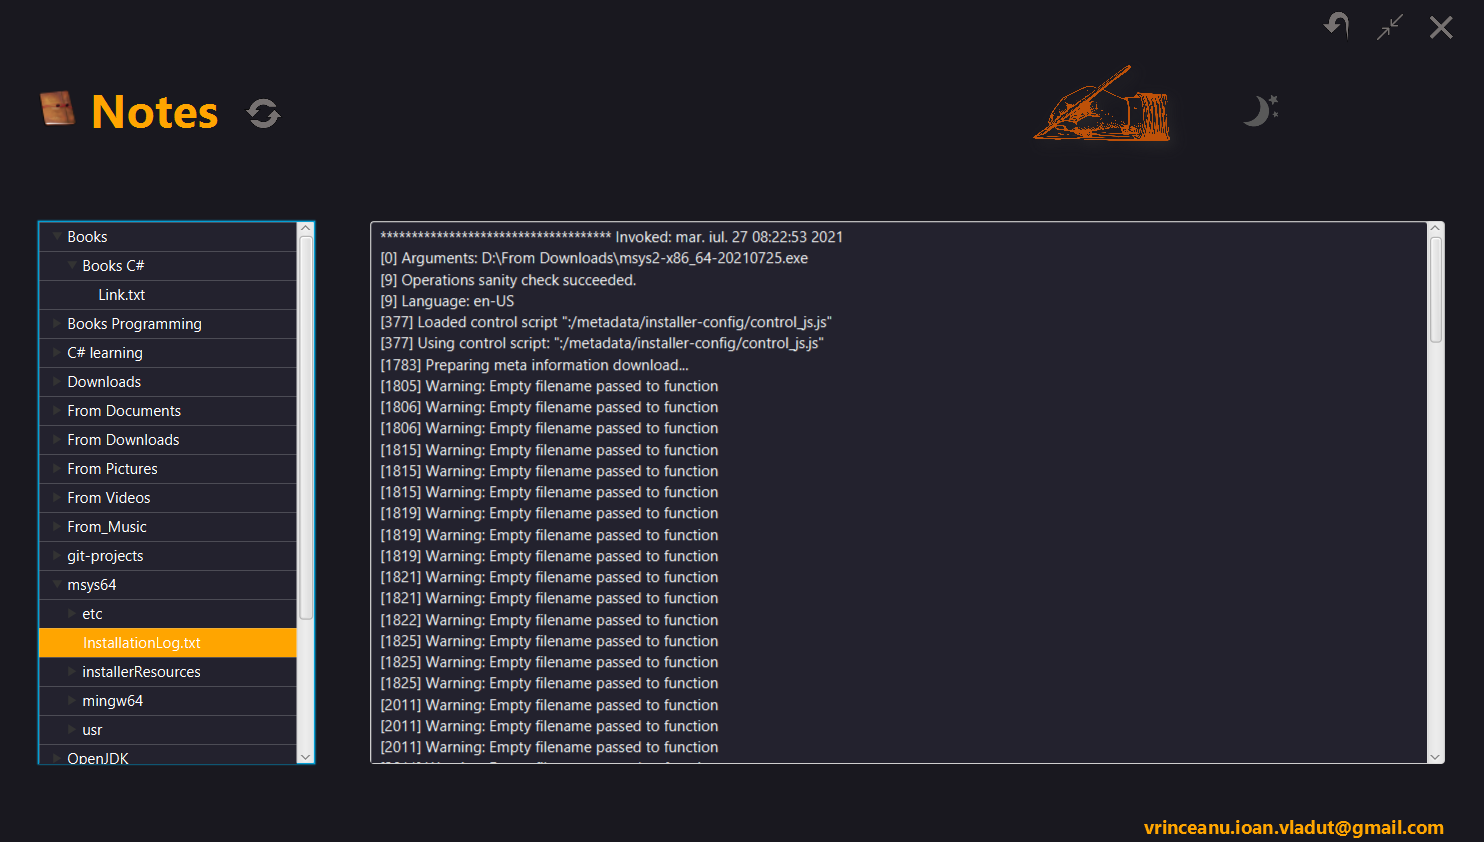 Notes
Books
Books C#
Link.txt
Books Programming
C# learning
Downloads
From Documents
From Downloads
From Pictures
From Videos
From_Music
git-projects
msys64
etc
InstallationLog.txt
installerResources
mingw64
usr
OpenJDK
************************************* Invoked: mar. iul. 27 08:22:53 2021
[0] Arguments: D:\From Downloads\msys2-x86_64-20210725.exe
[9] Operations sanity check succeeded.
[9] Language: en-US
[377] Loaded control script ":/metadata/installer-config/control_js.js"
[377] Using control script: ":/metadata/installer-config/control_js.js"
[1783] Preparing meta information download...
[1805] Warning: Empty filename passed to function
[1806] Warning: Empty filename passed to function
[1806] Warning: Empty filename passed to function
[1815] Warning: Empty filename passed to function
[1815] Warning: Empty filename passed to function
[1815] Warning: Empty filename passed to function
[1819] Warning: Empty filename passed to function
[1819] Warning: Empty filename passed to function
[1819] Warning: Empty filename passed to function
[1821] Warning: Empty filename passed to function
[1821] Warning: Empty filename passed to function
[1822] Warning: Empty filename passed to function
[1825] Warning: Empty filename passed to function
[1825] Warning: Empty filename passed to function
[1825] Warning: Empty filename passed to function
[2011] Warning: Empty filename passed to function
[2011] Warning: Empty filename passed to function
[2011] Warning: Empty filename passed to function
vrinceanu.ioan.vladut@gmail.com